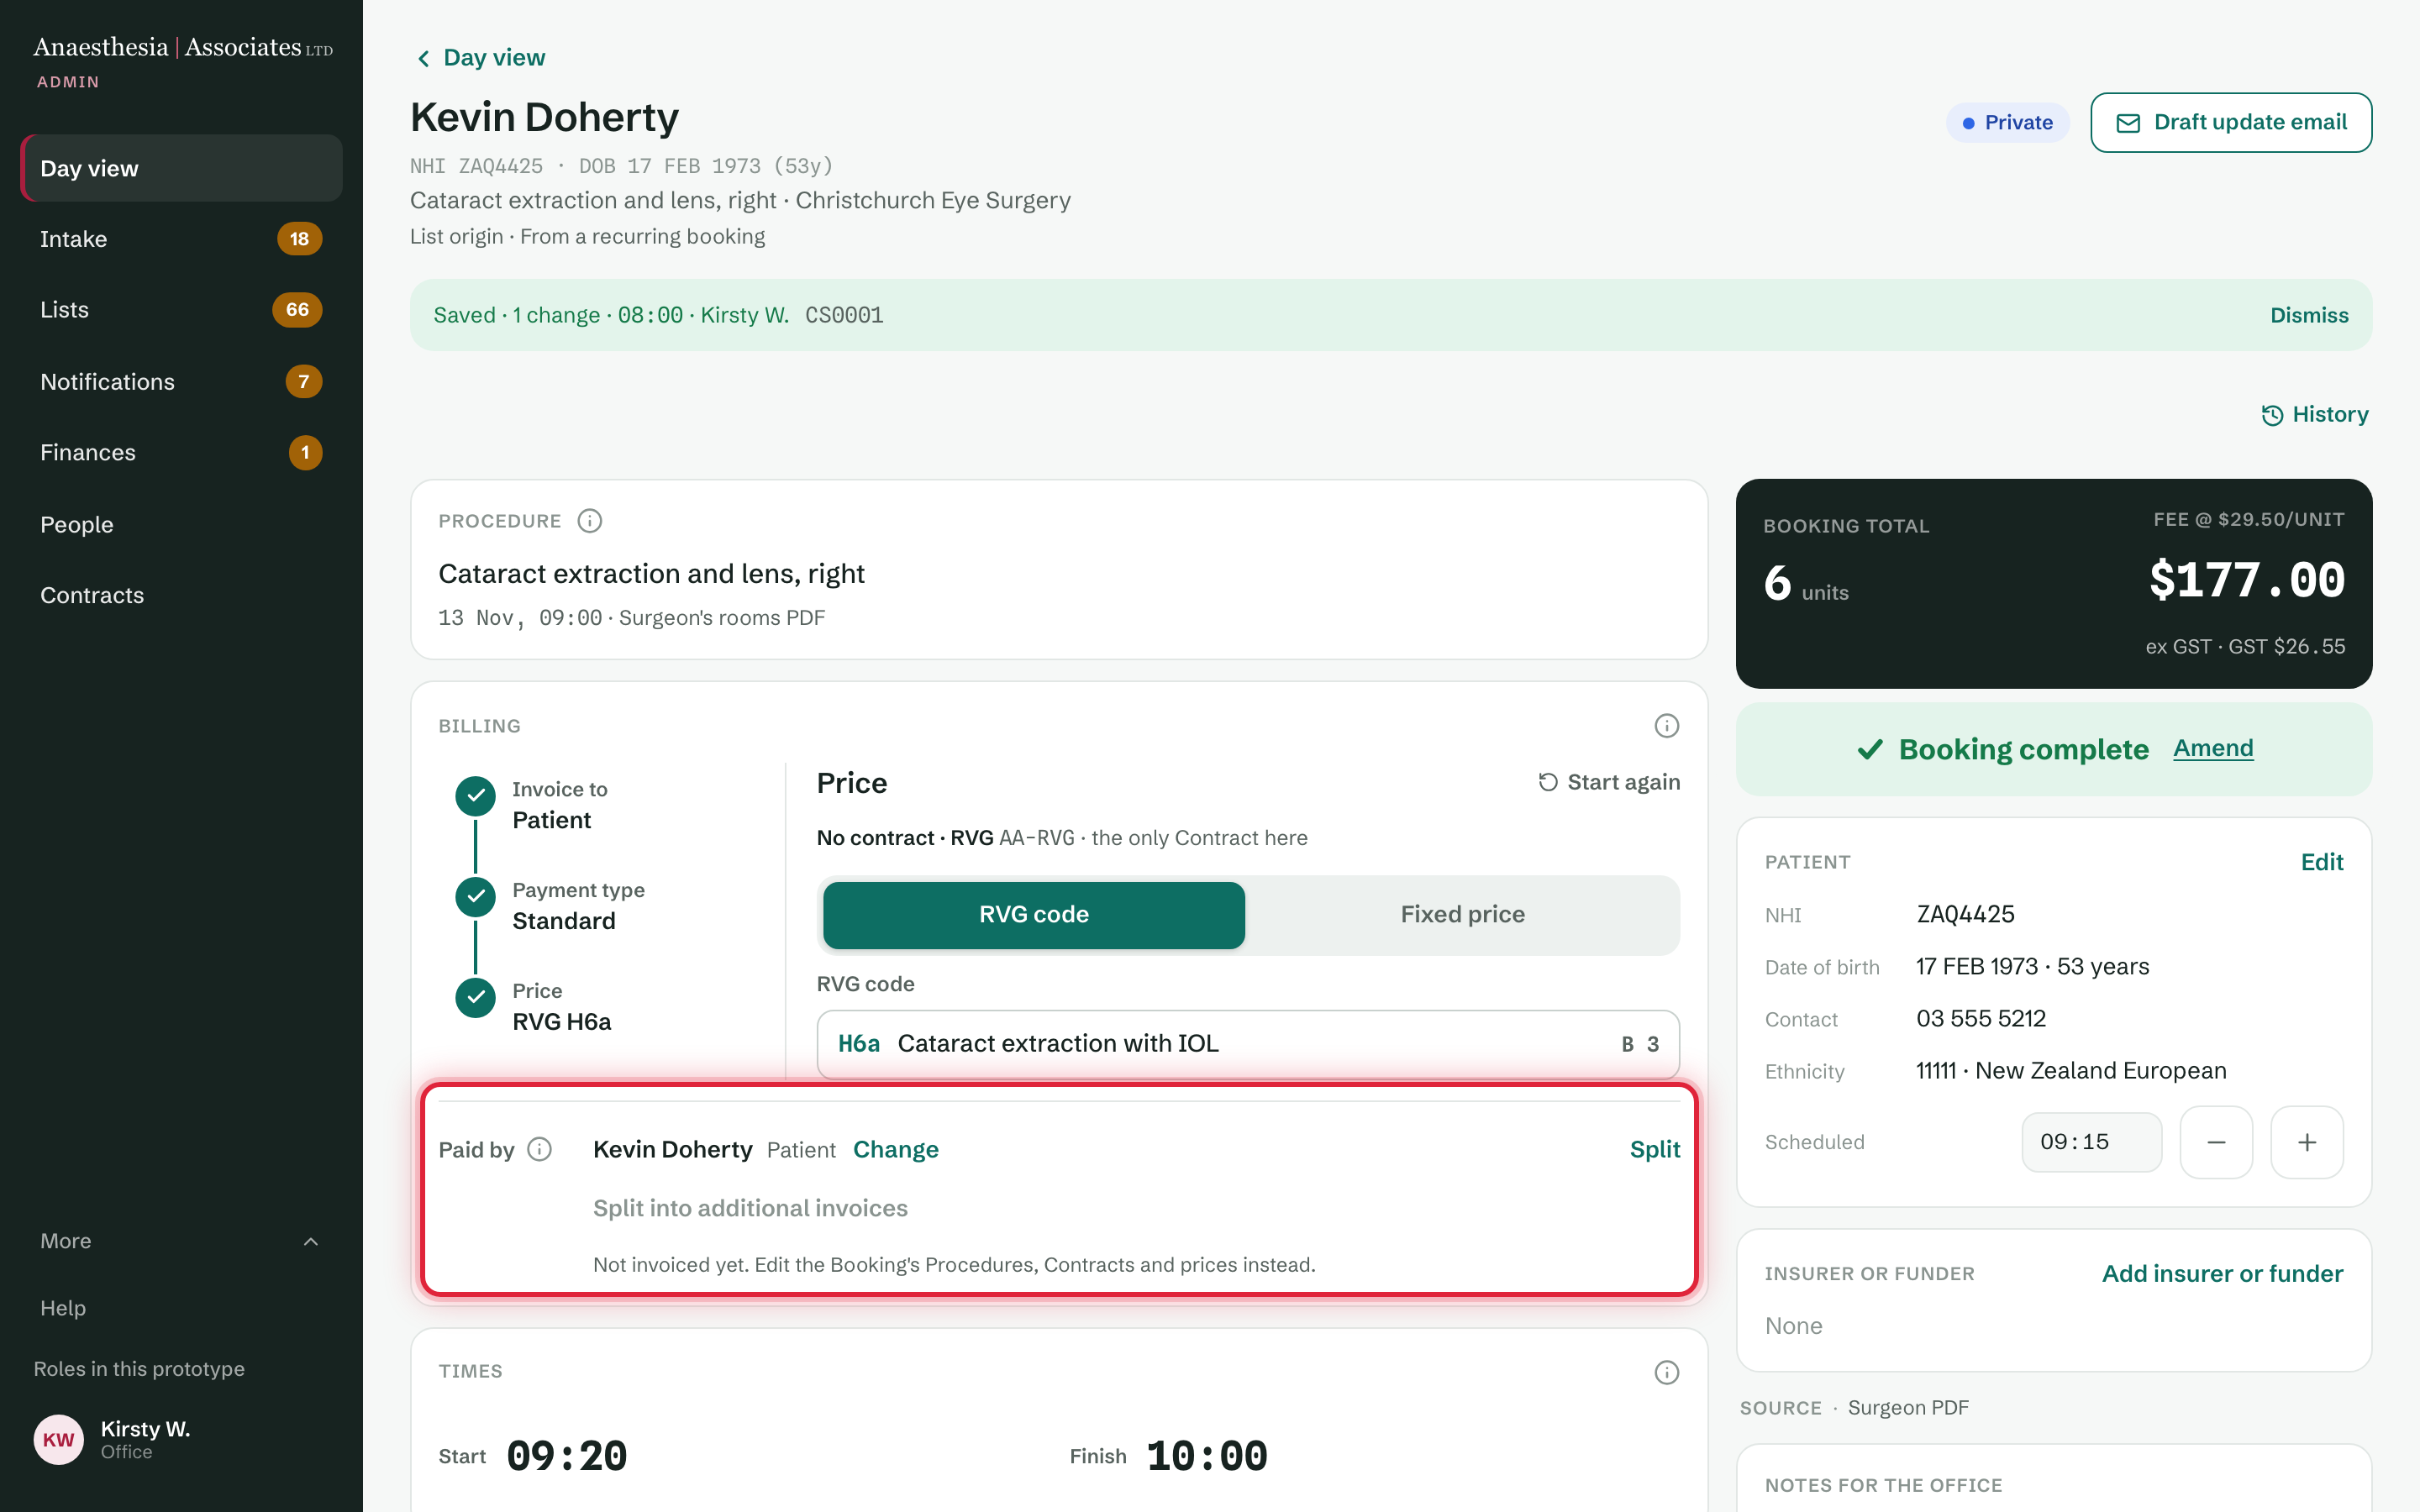 Anaesthesia | Associates LTD
ADMIN
Day view
Intake 18
Lists 66
Notifications 7
Finances 1
People
Contracts
More
Help
Roles in this prototype
KW Kirsty W.
Office
Day view
Kevin Doherty
NHI ZAQ4425 · DOB 17 FEB 1973 (53y)
Cataract extraction and lens, right · Christchurch Eye Surgery
List origin · From a recurring booking
Private
Draft update email
Saved · 1 change · 08:00 · Kirsty W. CS0001
Dismiss
History
PROCEDURE
Cataract extraction and lens, right
13 Nov, 09:00 · Surgeon's rooms PDF
BILLING
Invoice to
Patient
Payment type
Standard
Price
RVG H6a
Price
Start again
No contract · RVG AA-RVG · the only Contract here
RVG code
Fixed price
RVG code
H6a Cataract extraction with IOL B 3
Paid by Kevin Doherty Patient Change Split
Split into additional invoices
Not invoiced yet. Edit the Booking's Procedures, Contracts and prices instead.
TIMES
Start 09:20
Finish 10:00
BOOKING TOTAL
FEE @ $29.50/UNIT
6 units
$177.00
ex GST · GST $26.55
Booking complete Amend
PATIENT Edit
NHI ZAQ4425
Date of birth 17 FEB 1973 · 53 years
Contact 03 555 5212
Ethnicity 11111 · New Zealand European
Scheduled 09:15 − +
INSURER OR FUNDER Add insurer or funder
None
SOURCE · Surgeon PDF
NOTES FOR THE OFFICE